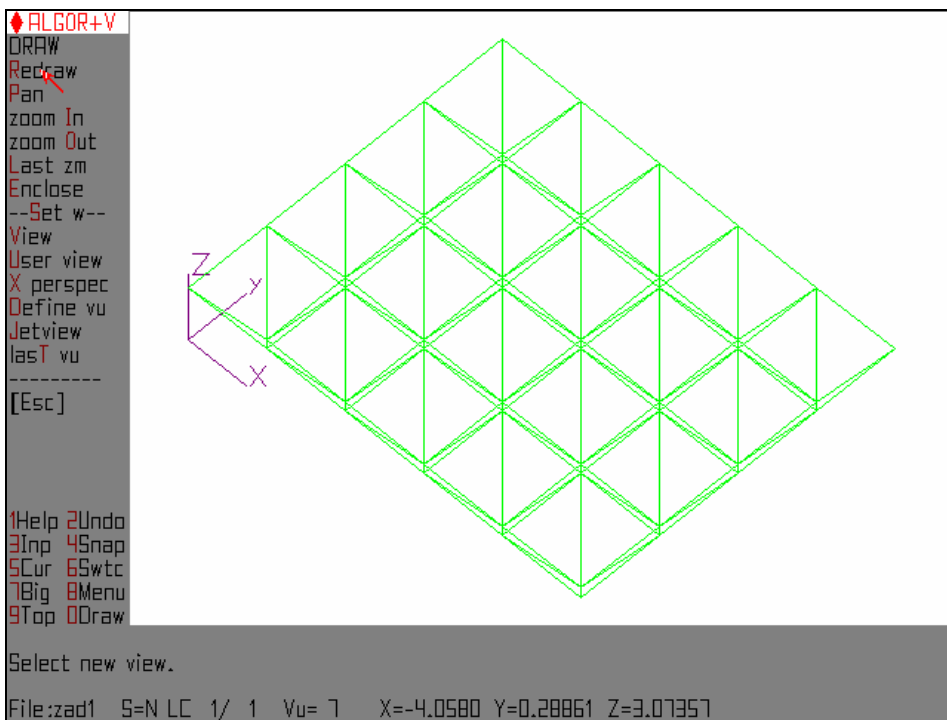 ALGOR+V
DRAW
Redraw
Pan
zoom In
zoom Out
Last zm
Enclose
--Set w--
View
User view
X perspec
Define vu
Jetview
lasT vu
---------
[Esc]
1Help 2Undo
3Inp 4Snap
5Cur 6Swtc
7Big 8Menu
9Top 0Draw
Z
Y
X
Select new view.
File:zad1 S=N LC 1/ 1 Vu= 7 X=-4.0580 Y=0.28861 Z=3.07357